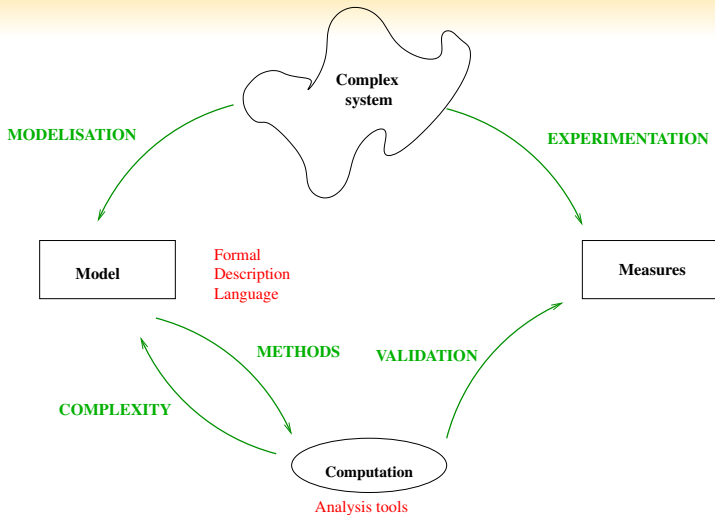 Complex
system
MODELISATION
EXPERIMENTATION
Formal
Description
Language
Model
Measures
METHODS
VALIDATION
COMPLEXITY
Computation
Analysis tools